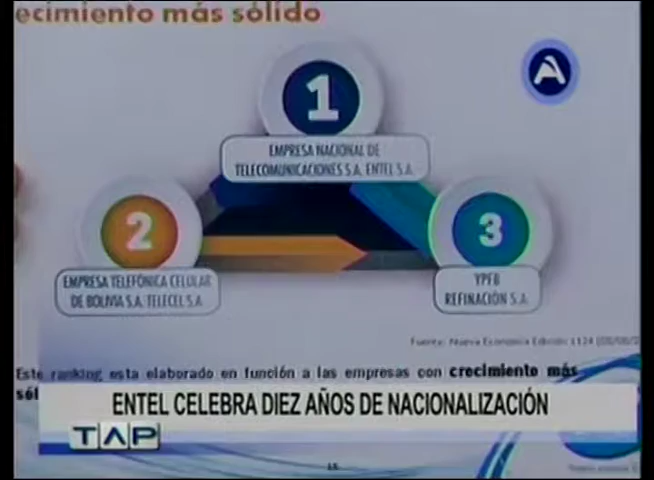 ecimiento más sólido
1
A
EMPRESA NACIONAL DE
TELECOMUNICACIONES S.A. ENTEL S.A.
2
3
EMPRESA TELEFÓNICA CELULAR
DE BOLIVIA S.A. TELECEL S.A.
YPFB
REFINACIÓN S.A.
Fuente: Nueva Economía Edición 1124
Este ranking esta elaborado en función a las empresas con crecimiento más
sól
ENTEL CELEBRA DIEZ AÑOS DE NACIONALIZACIÓN
TAP